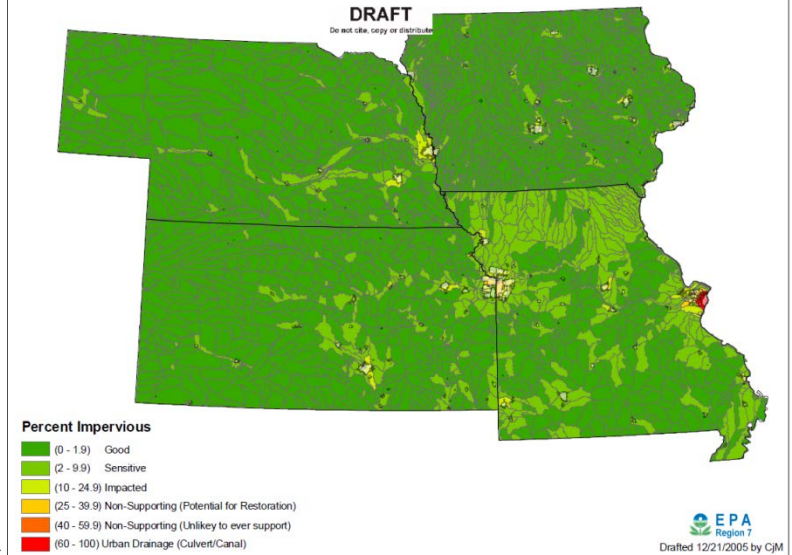 DRAFT
Do not cite, copy or distribute
Percent Impervious
(0 - 1.9) Good
(2 - 9.9) Sensitive
(10 - 24.9) Impacted
(25 - 39.9) Non-Supporting (Potential for Restoration)
(40 - 59.9) Non-Supporting (Unlikey to ever support)
(60 - 100) Urban Drainage (Culvert/Canal)
EPA
Region 7
Drafted 12/21/2005 by CjM